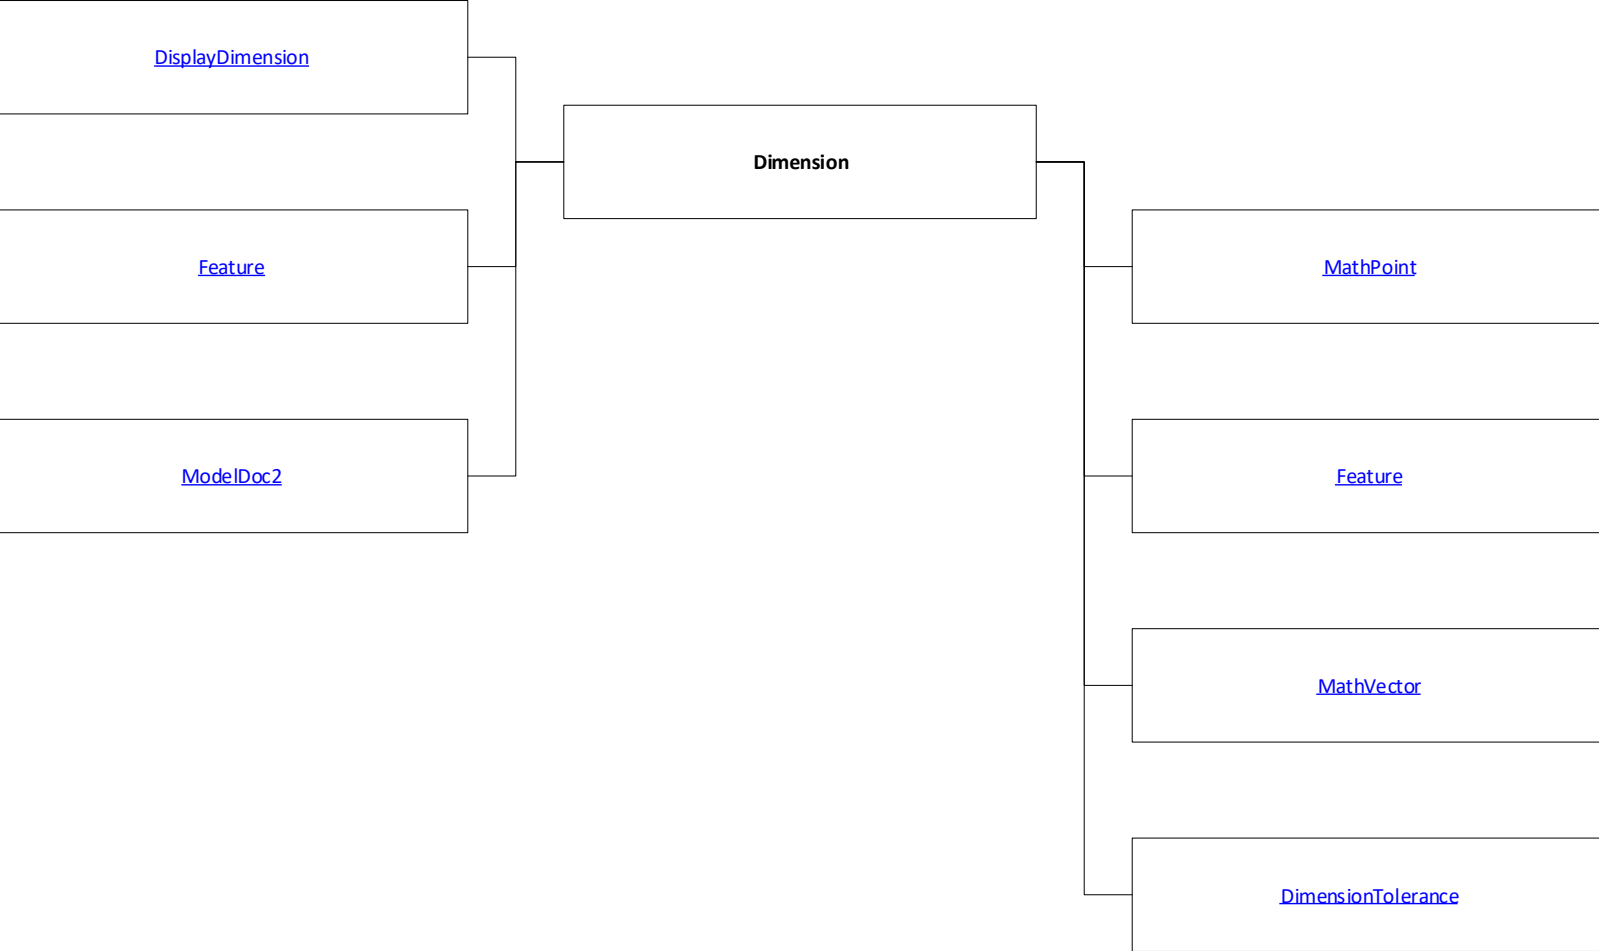 DisplayDimension
Dimension
Feature
MathPoint
ModelDoc2
Feature
MathVector
DimensionTolerance